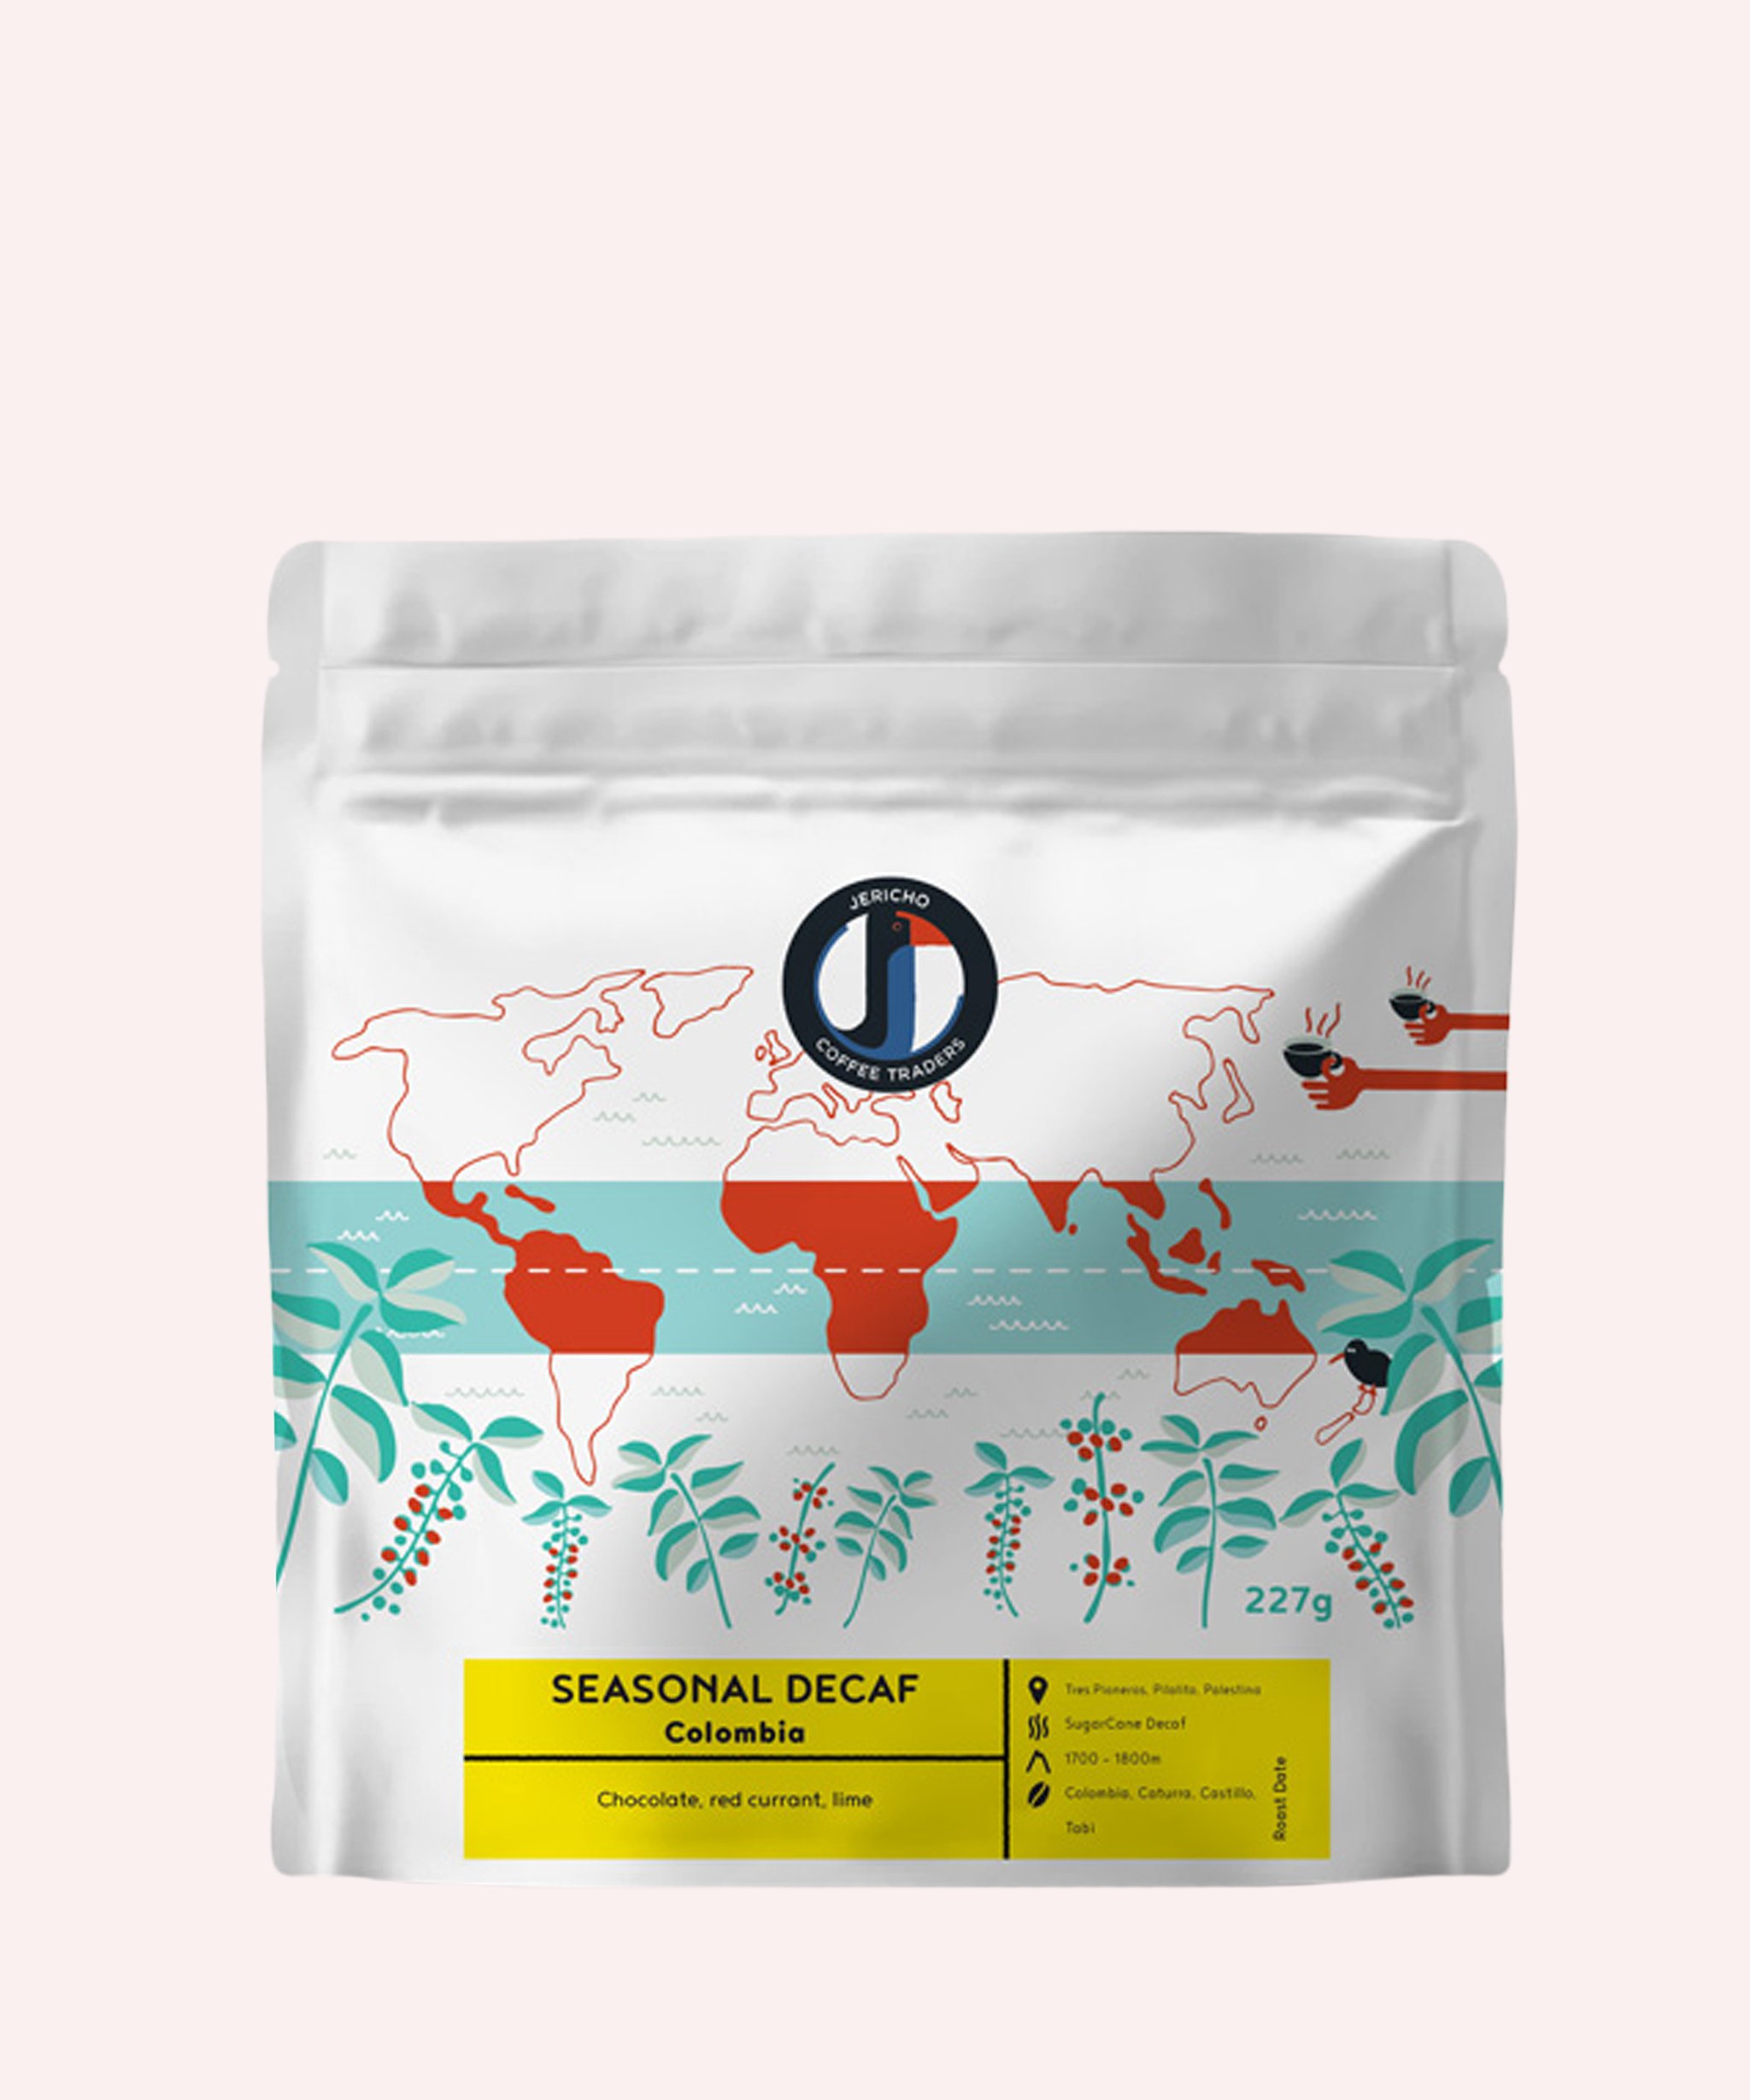 JERICHO
COFFEE TRADERS
227g
SEASONAL DECAF
Colombia
Chocolate, red currant, lime
Tres Pioneros, Pitalito, Palestina
SugarCane Decaf
1700 - 1800m
Colombia, Caturra, Castillo,
Tabi
Roast Date